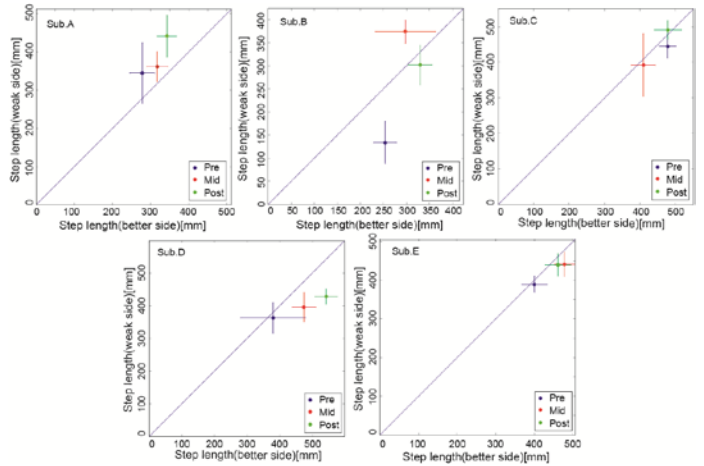 Sub.A
Step length(weak side)[mm]
500
400
300
200
100
0
0 100 200 300 400 500
Step length(better side)[mm]
Pre
Mid
Post
Sub.B
Step length(weak side)[mm]
400
350
300
250
200
150
100
50
0
0 50 100 150 200 250 300 350 400
Step length(better side)[mm]
Pre
Mid
Post
Sub.C
Step length(weak side)[mm]
500
400
300
200
100
0
0 100 200 300 400 500
Step length(better side)[mm]
Pre
Mid
Post
Sub.D
Step length(weak side)[mm]
500
400
300
200
100
0
0 100 200 300 400 500
Step length(better side)[mm]
Pre
Mid
Post
Sub.E
Step length(weak side)[mm]
500
400
300
200
100
0
0 100 200 300 400 500
Step length(better side)[mm]
Pre
Mid
Post